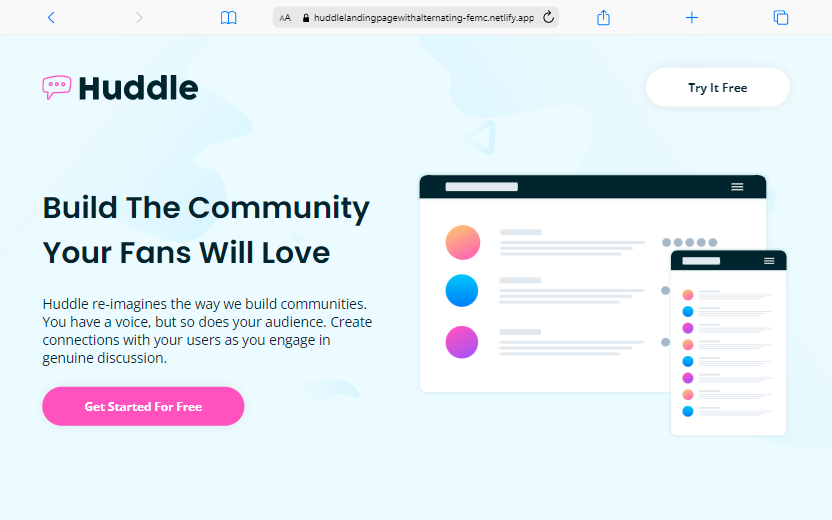 AA huddlelandingpagewithalternating-femc.netlify.app
Huddle
Try It Free
Build The Community
Your Fans Will Love
Huddle re-imagines the way we build communities.
You have a voice, but so does your audience. Create
connections with your users as you engage in
genuine discussion.
Get Started For Free